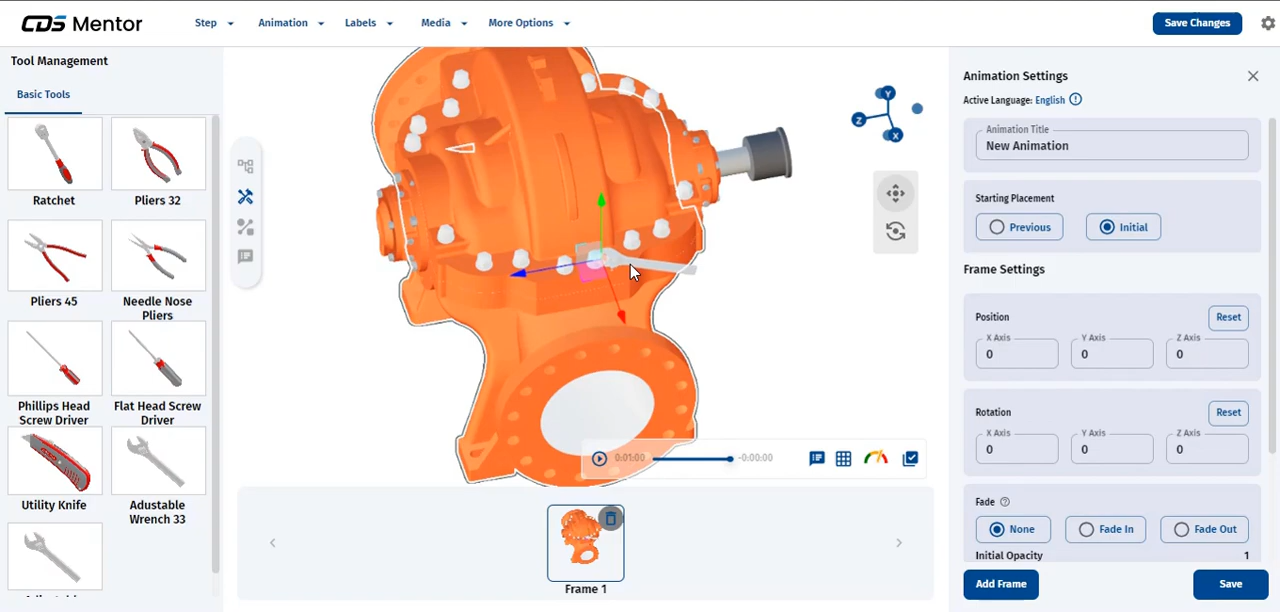 CDS Mentor
Step
Animation
Labels
Media
More Options
Save Changes
Tool Management
Basic Tools
Ratchet
Pliers 32
Pliers 45
Needle Nose
Pliers
Phillips Head
Screw Driver
Flat Head Screw
Driver
Utility Knife
Adustable
Wrench 33
Y
Z
X
0:01:00
-0:00:00
Frame 1
Animation Settings
Active Language: English
Animation Title
New Animation
Starting Placement
Previous
Initial
Frame Settings
Position
Reset
X Axis
0
Y Axis
0
Z Axis
0
Rotation
Reset
X Axis
0
Y Axis
0
Z Axis
0
Fade
None
Fade In
Fade Out
Initial Opacity
1
Add Frame
Save